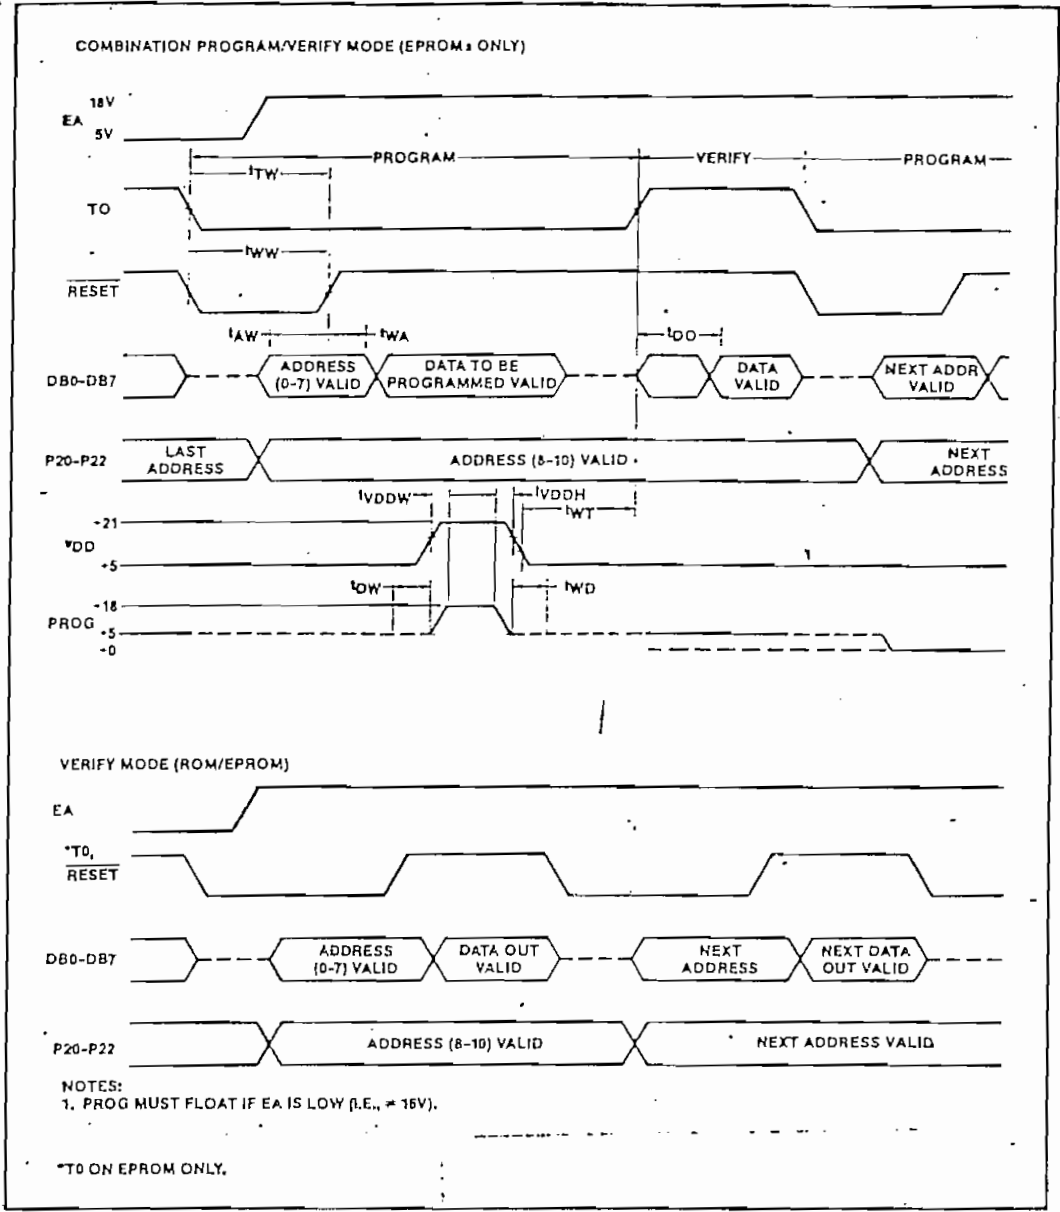 COMBINATION PROGRAM/VERIFY MODE (EPROMs ONLY)
18V
EA
5V
PROGRAM
VERIFY
PROGRAM
tTW
TO
tWW
RESET
tAW
tWA
tDO
DB0-DB7
ADDRESS
(0-7) VALID
DATA TO BE
PROGRAMMED VALID
DATA
VALID
NEXT ADDR
VALID
P20-P22
LAST
ADDRESS
ADDRESS (8-10) VALID
NEXT
ADDRESS
tVDDW
tVDDH
tWT
+21
VDD
+5
tDW
tWD
+18
PROG
+5
+0
VERIFY MODE (ROM/EPROM)
EA
*T0,
RESET
DB0-DB7
ADDRESS
(0-7) VALID
DATA OUT
VALID
NEXT
ADDRESS
NEXT DATA
OUT VALID
P20-P22
ADDRESS (8-10) VALID
NEXT ADDRESS VALID
NOTES:
1. PROG MUST FLOAT IF EA IS LOW (I.E., ≠ 18V).
*T0 ON EPROM ONLY.